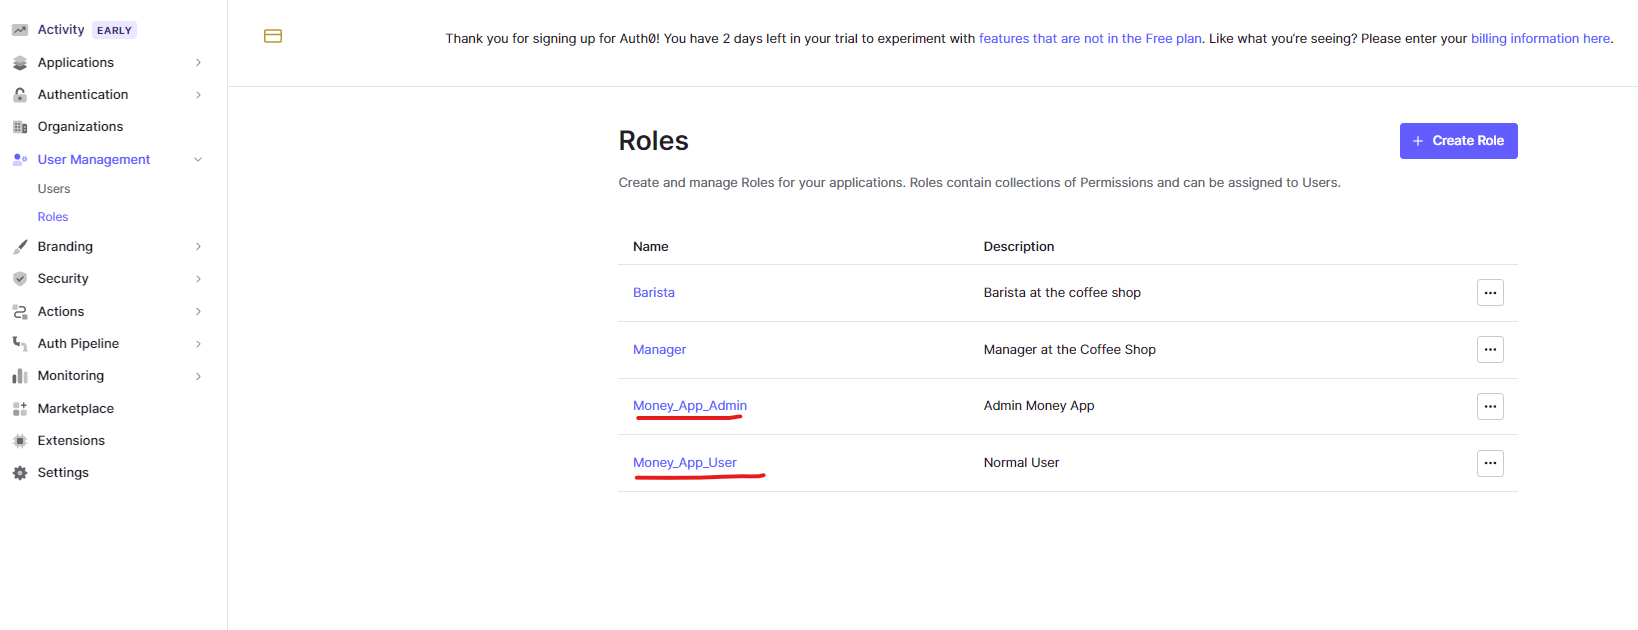 Activity EARLY
Applications
Authentication
Organizations
User Management
Users
Roles
Branding
Security
Actions
Auth Pipeline
Monitoring
Marketplace
Extensions
Settings
Thank you for signing up for Auth0! You have 2 days left in your trial to experiment with features that are not in the Free plan. Like what you're seeing? Please enter your billing information here.
Roles
+ Create Role
Create and manage Roles for your applications. Roles contain collections of Permissions and can be assigned to Users.
Name Description
Barista Barista at the coffee shop
Manager Manager at the Coffee Shop
Money_App_Admin Admin Money App
Money_App_User Normal User